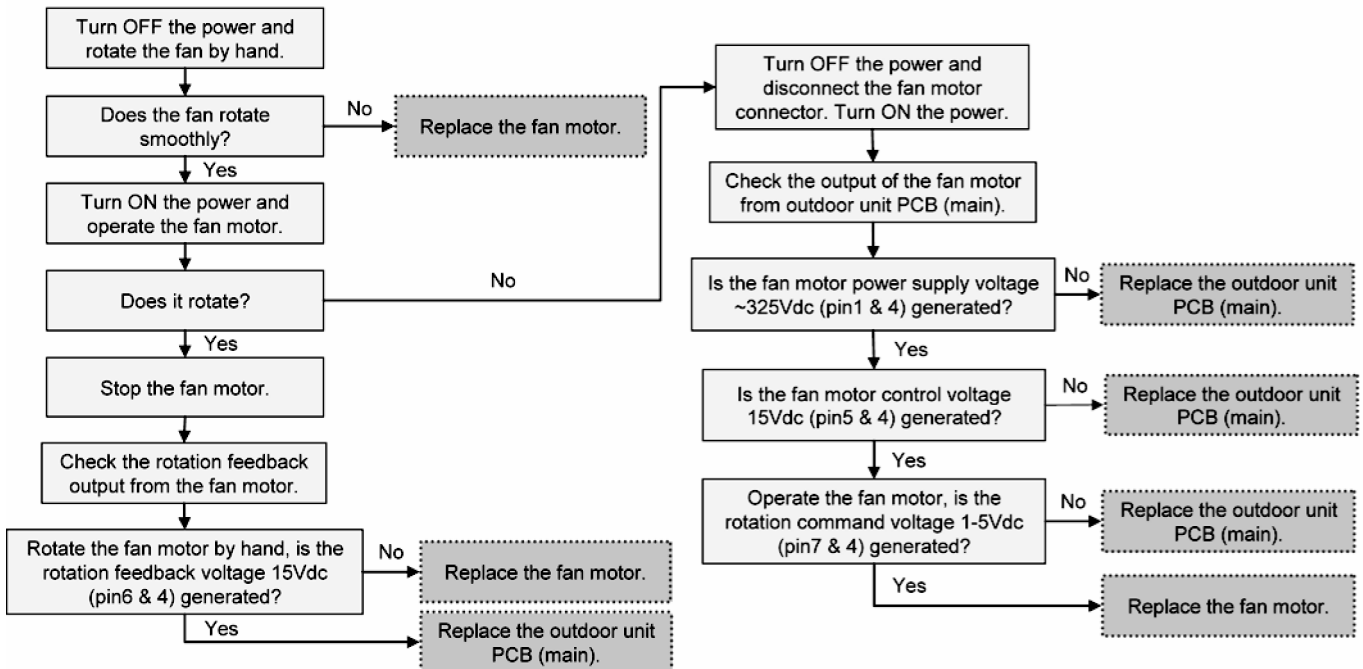 Turn OFF the power and
rotate the fan by hand.
Does the fan rotate
smoothly?
No
Replace the fan motor.
Yes
Turn ON the power and
operate the fan motor.
Does it rotate?
No
Yes
Stop the fan motor.
Check the rotation feedback
output from the fan motor.
Rotate the fan motor by hand, is the
rotation feedback voltage 15Vdc
(pin6 & 4) generated?
No
Replace the fan motor.
Yes
Replace the outdoor unit
PCB (main).
Turn OFF the power and
disconnect the fan motor
connector. Turn ON the power.
Check the output of the fan motor
from outdoor unit PCB (main).
Is the fan motor power supply voltage
~325Vdc (pin1 & 4) generated?
No
Replace the outdoor unit
PCB (main).
Yes
Is the fan motor control voltage
15Vdc (pin5 & 4) generated?
No
Replace the outdoor unit
PCB (main).
Yes
Operate the fan motor, is the
rotation command voltage 1-5Vdc
(pin7 & 4) generated?
No
Replace the outdoor unit
PCB (main).
Yes
Replace the fan motor.